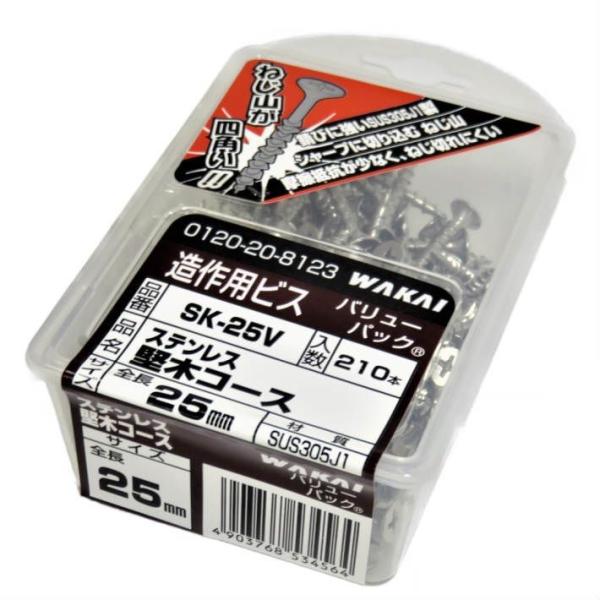 ねじ山が
四角い!!
錆びに強いSUS305J1製
シャープに切り込む ねじ山
摩擦抵抗が少なく、ねじ切れにくい
0120-20-8123 WAKAI
造作用ビス バリューパック®
品番 SK-25V 入数 210本
品名 ステンレス
堅木コース
サイズ 全長 25mm 材質 SUS305J1
ステンレス
堅木コース
サイズ
全長 25mm
WAKAI
バリュー
パック®
4 903768 534564